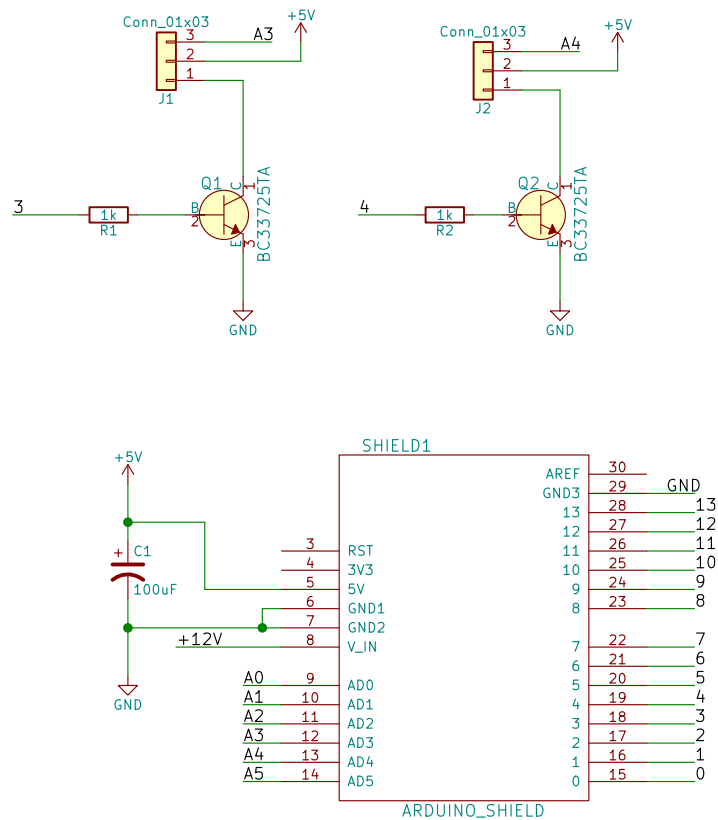 Conn_01x03
3
A3
+5V
2
1
J1
Conn_01x03
3
A4
+5V
2
1
J2
3
1k
R1
Q1
B
2
C
1
E
3
BC33725TA
GND
4
1k
R2
Q2
B
2
C
1
E
3
BC33725TA
GND
SHIELD1
+5V
C1
+
100uF
GND
+12V
3 RST
4 3V3
5 5V
6 GND1
7 GND2
8 V_IN
A0 9 AD0
A1 10 AD1
A2 11 AD2
A3 12 AD3
A4 13 AD4
A5 14 AD5
AREF 30
GND3 29 GND
13 28 13
12 27 12
11 26 11
10 25 10
9 24 9
8 23 8
7 22 7
6 21 6
5 20 5
4 19 4
3 18 3
2 17 2
1 16 1
0 15 0
ARDUINO_SHIELD